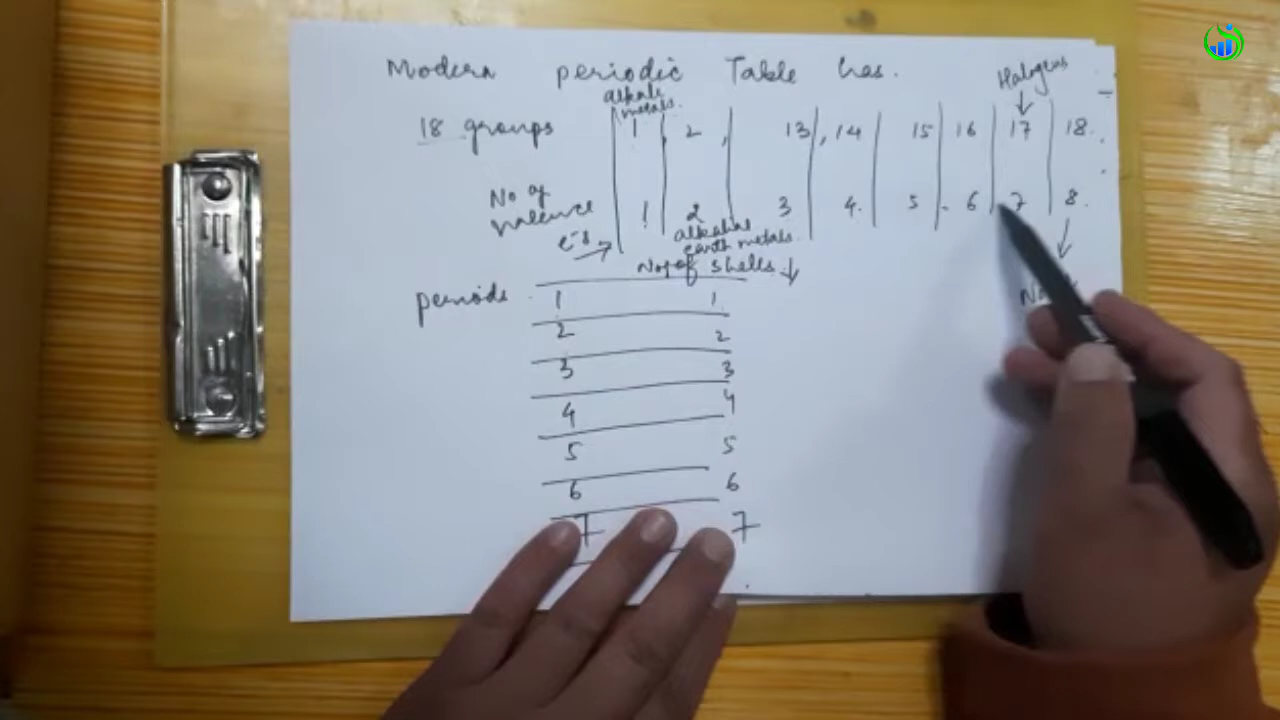 Modern periodic Table has.
Halogens
alkali
metals.
18 groups 1, 2, 13, 14 15 16 17 18.
No of
valence
e-s 1 2 3 4. 5 6 7 8.
alkaline
earth metals.
No. of shells
periods. 1 1.
2 2
3 3
4 4
5 5
6 6
7 7